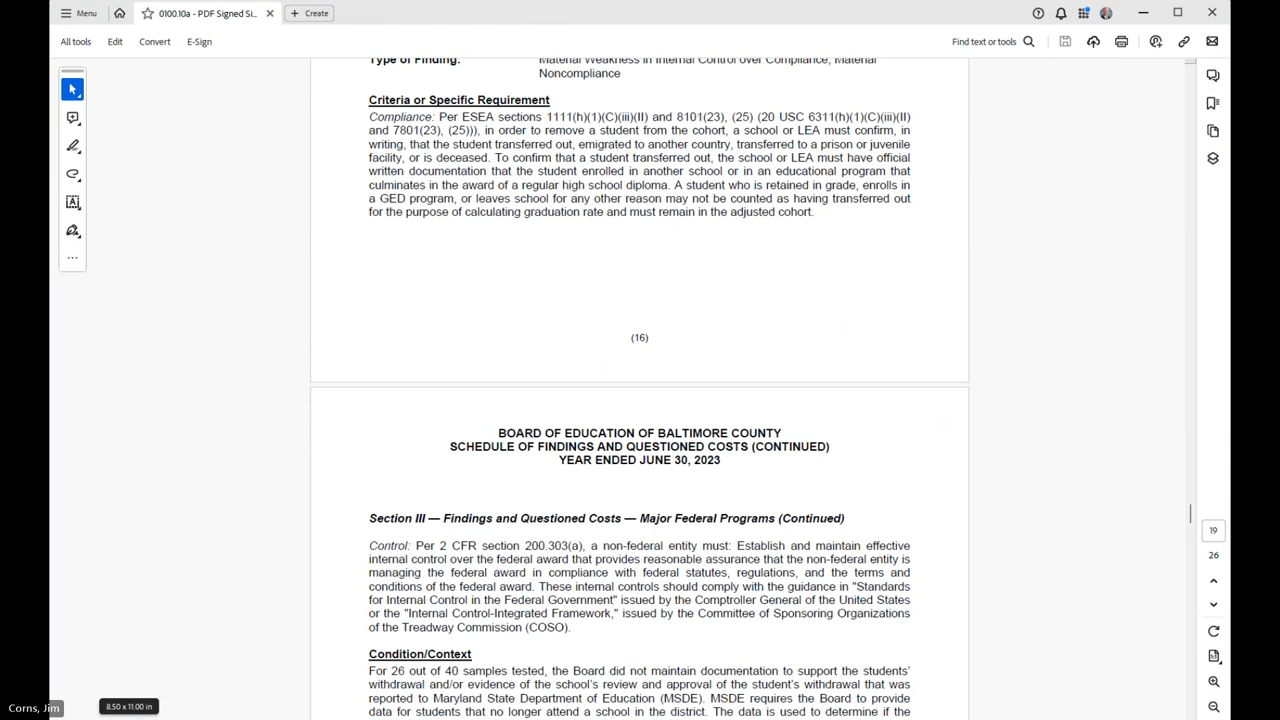 Menu
0100.10a - PDF Signed Si...
Create
All tools
Edit
Convert
E-Sign
Find text or tools
Type of Finding:
Material Weakness in Internal Control over Compliance, Material
Noncompliance
Criteria or Specific Requirement
Compliance: Per ESEA sections 1111(h)(1)(C)(iii)(II) and 8101(23), (25) (20 USC 6311(h)(1)(C)(iii)(II)
and 7801(23), (25))), in order to remove a student from the cohort, a school or LEA must confirm, in
writing, that the student transferred out, emigrated to another country, transferred to a prison or juvenile
facility, or is deceased. To confirm that a student transferred out, the school or LEA must have official
written documentation that the student enrolled in another school or in an educational program that
culminates in the award of a regular high school diploma. A student who is retained in grade, enrolls in
a GED program, or leaves school for any other reason may not be counted as having transferred out
for the purpose of calculating graduation rate and must remain in the adjusted cohort.
(16)
BOARD OF EDUCATION OF BALTIMORE COUNTY
SCHEDULE OF FINDINGS AND QUESTIONED COSTS (CONTINUED)
YEAR ENDED JUNE 30, 2023
Section III — Findings and Questioned Costs — Major Federal Programs (Continued)
Control: Per 2 CFR section 200.303(a), a non-federal entity must: Establish and maintain effective
internal control over the federal award that provides reasonable assurance that the non-federal entity is
managing the federal award in compliance with federal statutes, regulations, and the terms and
conditions of the federal award. These internal controls should comply with the guidance in "Standards
for Internal Control in the Federal Government" issued by the Comptroller General of the United States
or the "Internal Control-Integrated Framework," issued by the Committee of Sponsoring Organizations
of the Treadway Commission (COSO).
Condition/Context
For 26 out of 40 samples tested, the Board did not maintain documentation to support the students'
withdrawal and/or evidence of the school's review and approval of the student's withdrawal that was
reported to Maryland State Department of Education (MSDE). MSDE requires the Board to provide
data for students that no longer attend a school in the district. The data is used to determine if the
19
26
Corns, Jim
8.50 x 11.00 in